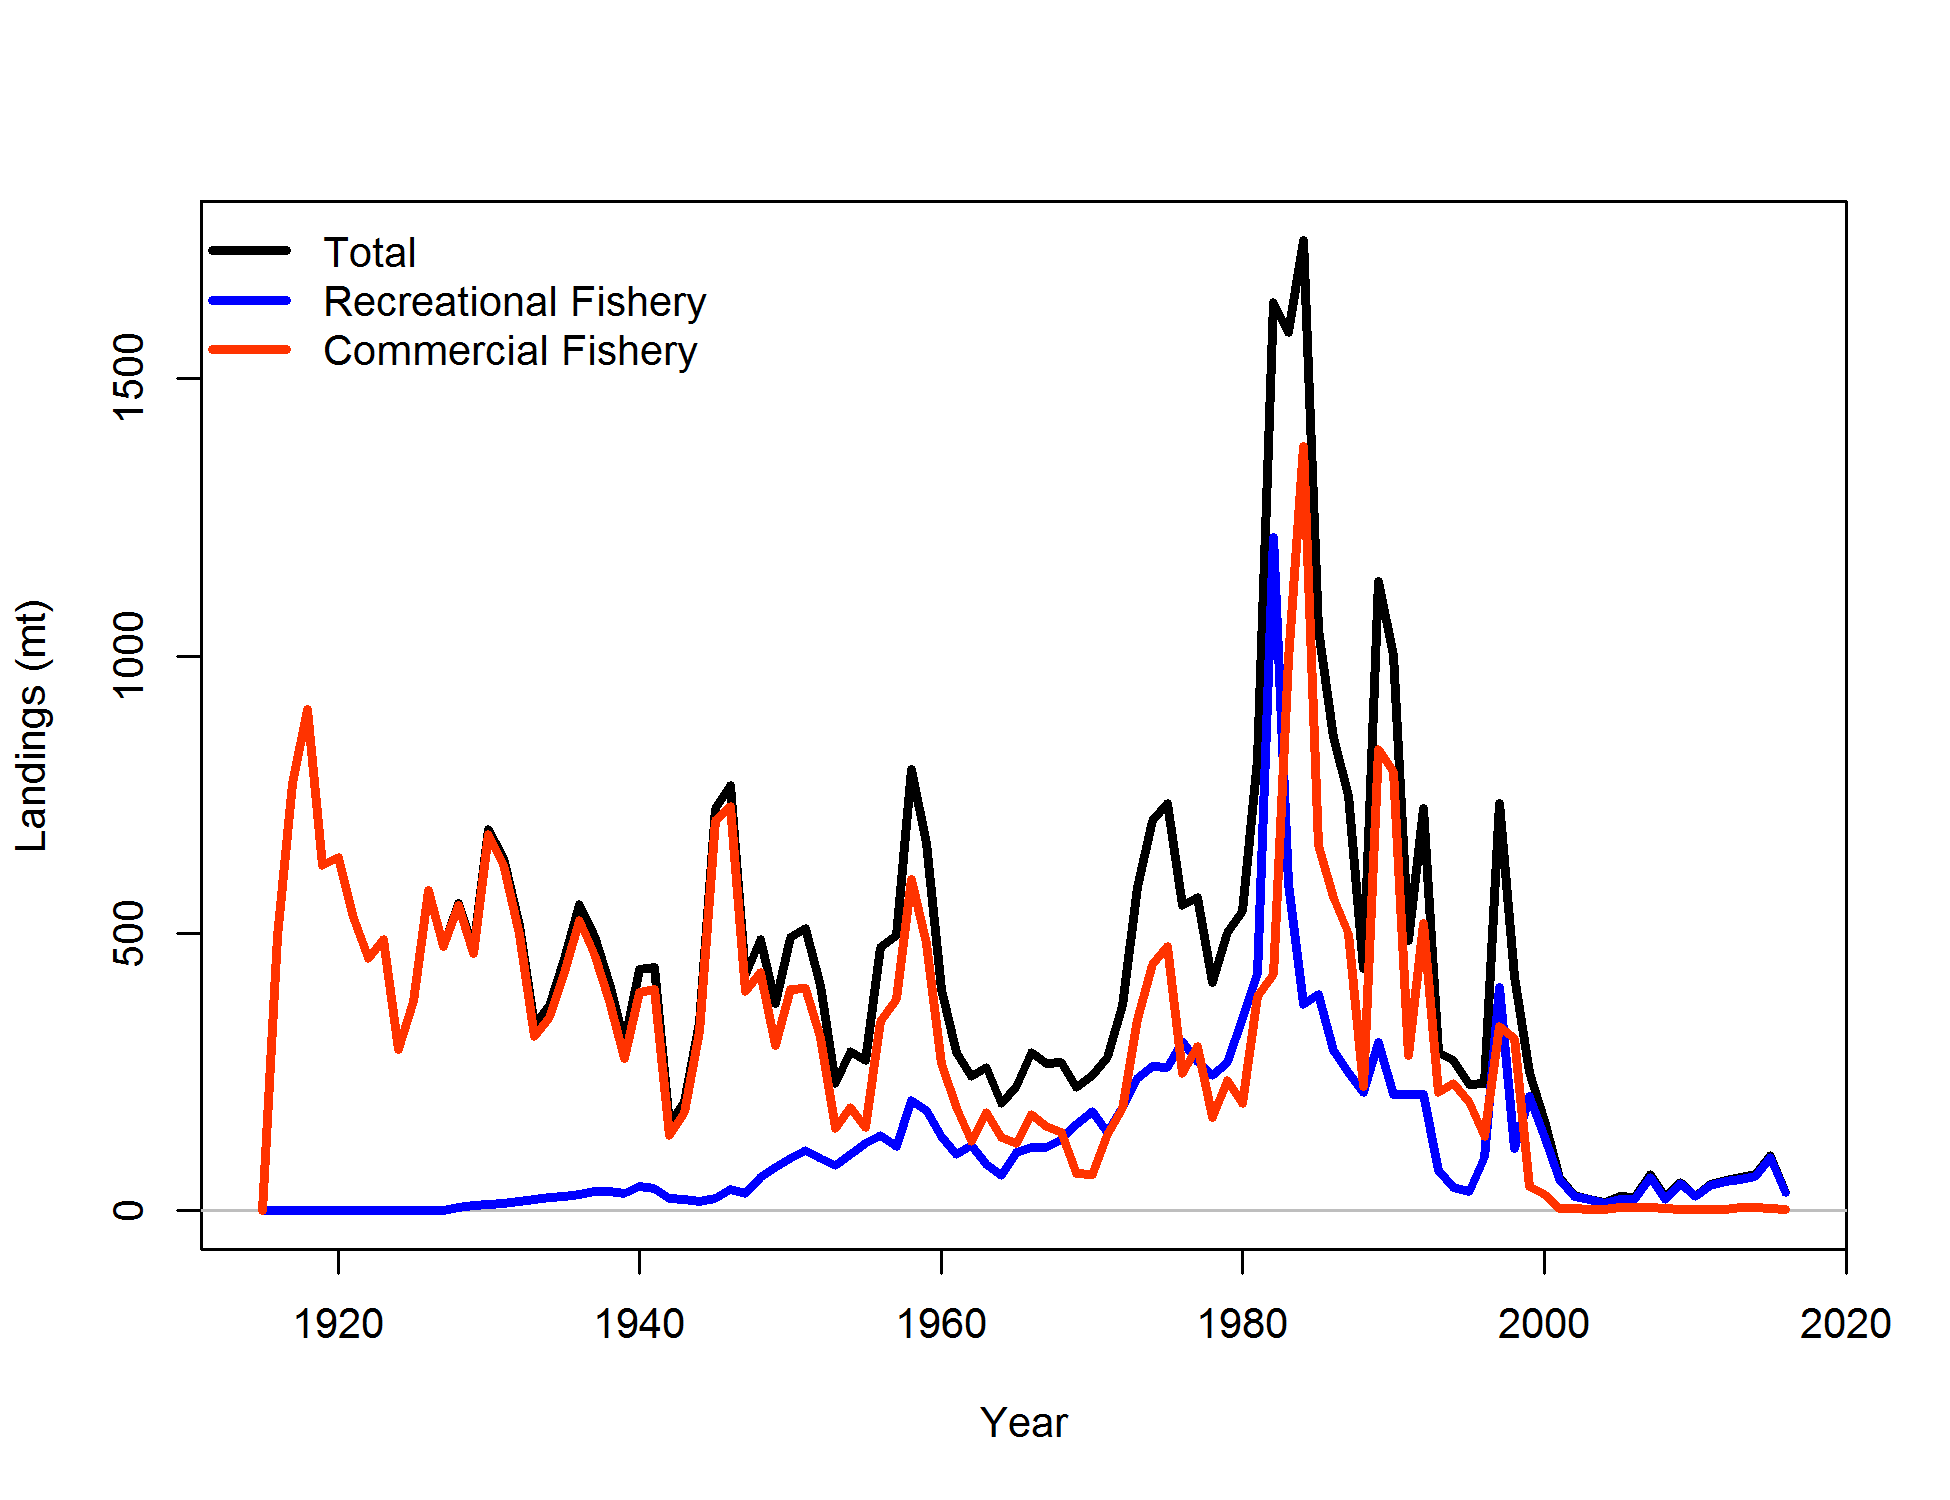 Total
Recreational Fishery
Commercial Fishery
Landings (mt)
1500
1000
500
0
1920
1940
1960
1980
2000
2020
Year